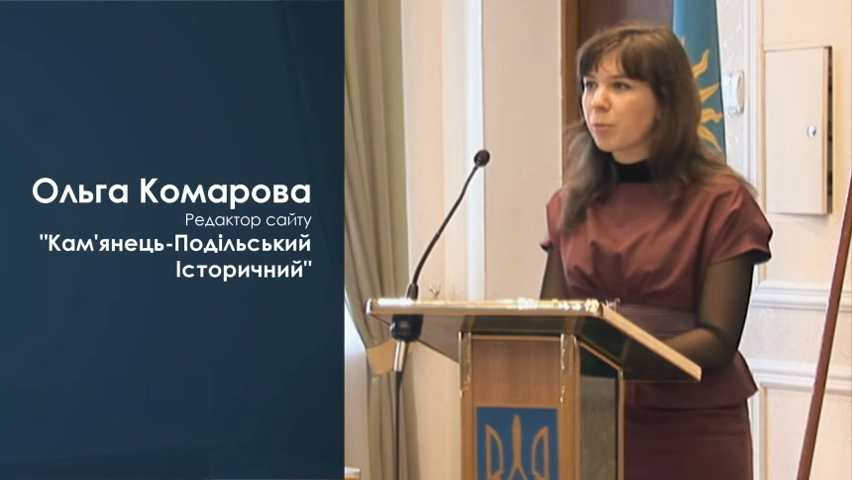 Ольга Комарова
Редактор сайту
"Кам'янець-Подільський
Історичний"